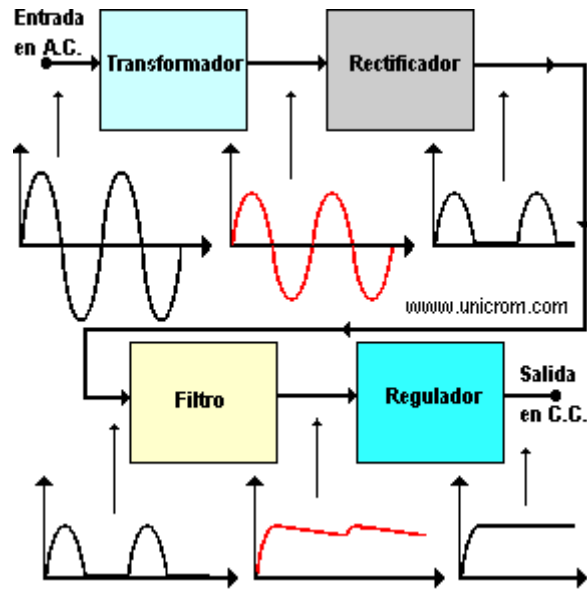 Entrada
en A.C.
Transformador
Rectificador
www.unicrom.com
Filtro
Regulador
Salida
en C.C.